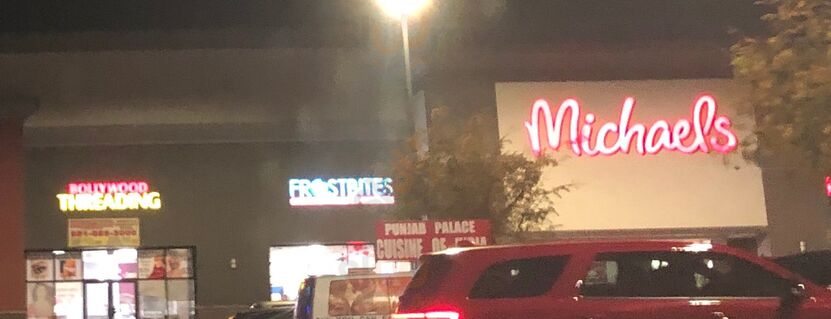 BOLLYWOOD
THREADING
FROSTBITES
Michaels
PUNJAB PALACE
CUISINE OF INDIA